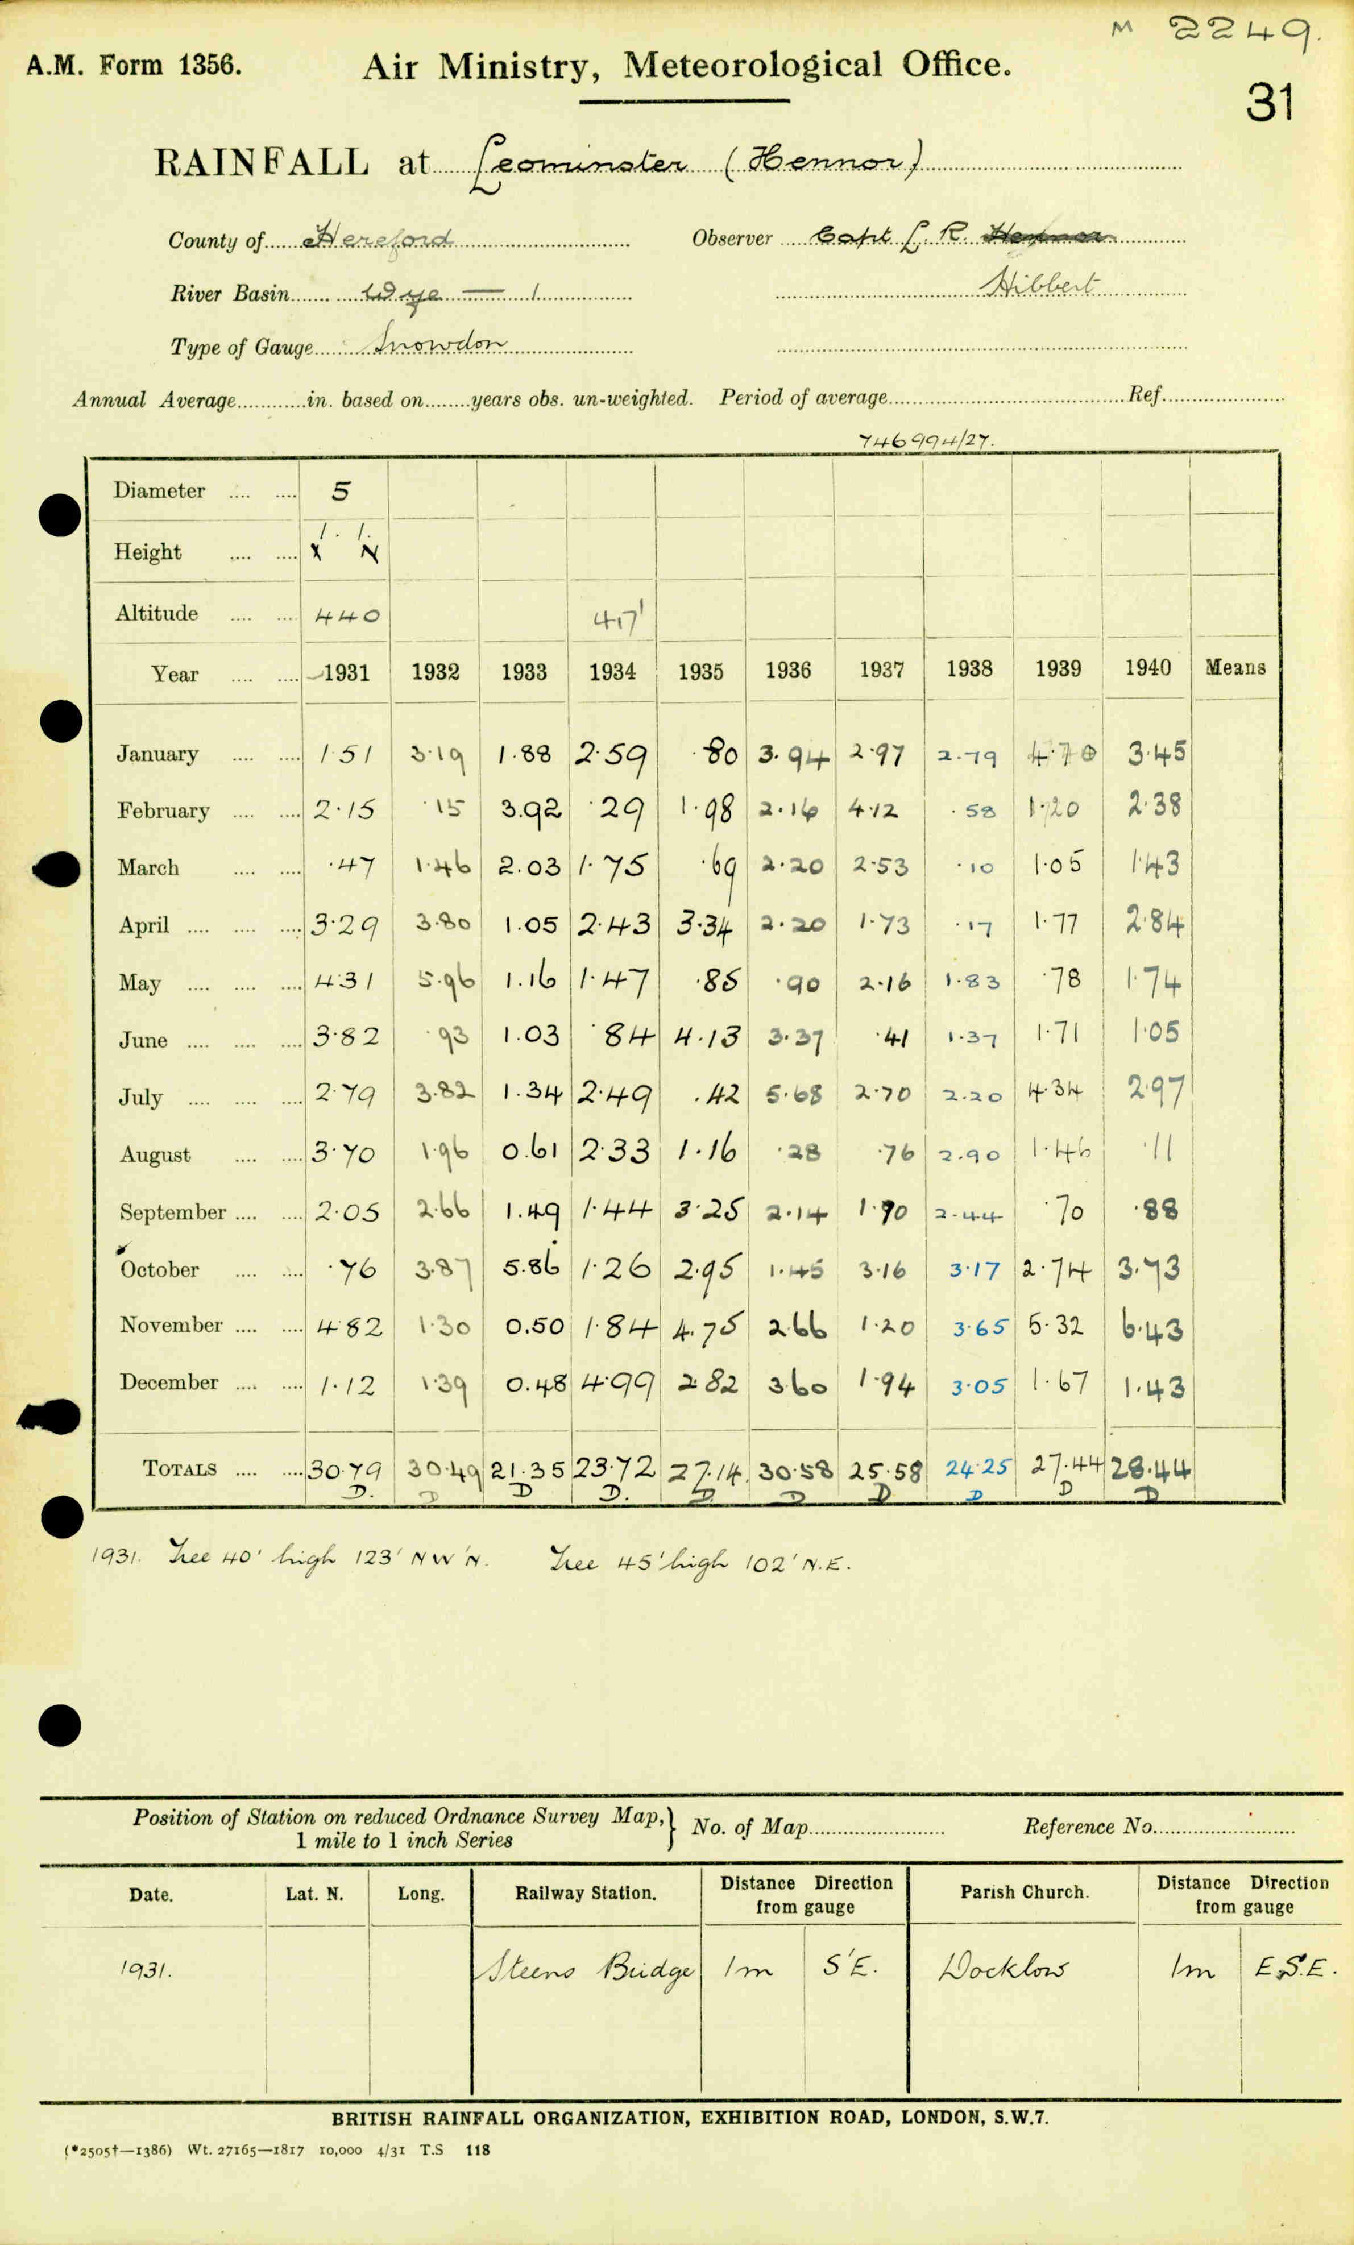 M 2249.
A.M. Form 1356. Air Ministry, Meteorological Office.
31
RAINFALL at Leominster (Hennor)
County of Hereford Observer Capt L. R. Hennor
River Basin Wye — 1 Hibbert
Type of Gauge Snowdon
Annual Average in. based on years obs. un-weighted. Period of average Ref.
746994/27.
Diameter 5
1. 1.
Height X N
Altitude 440 417'
Year 1931 1932 1933 1934 1935 1936 1937 1938 1939 1940 Means
January 1.51 3.19 1.88 2.59 .80 3.94 2.97 2.79 4.70 3.45
February 2.15 .15 3.92 .29 1.98 2.16 4.12 .58 1.20 2.38
March .47 1.46 2.03 1.75 .69 2.20 2.53 .10 1.05 1.43
April 3.29 3.80 1.05 2.43 3.34 2.20 1.73 .17 1.77 2.84
May 4.31 5.96 1.16 1.47 .85 .90 2.16 1.83 .78 1.74
June 3.82 .93 1.03 .84 4.13 3.37 .41 1.37 1.71 1.05
July 2.79 3.82 1.34 2.49 .42 5.68 2.70 2.20 4.34 2.97
August 3.70 1.96 0.61 2.33 1.16 .28 .76 2.90 1.46 .11
September 2.05 2.66 1.49 1.44 3.25 2.14 1.90 2.44 .70 .88
October .76 3.87 5.86 1.26 2.95 1.45 3.16 3.17 2.74 3.73
November 4.82 1.30 0.50 1.84 4.75 2.66 1.20 3.65 5.32 6.43
December 1.12 1.39 0.48 4.99 2.82 3.60 1.94 3.05 1.67 1.43
TOTALS 30.79 30.49 21.35 23.72 27.14. 30.58 25.58 24.25 27.44 28.44
D. D D D. D D D D D D
1931. Tree 40' high 123' NW'N. Tree 45' high 102' N.E.
Position of Station on reduced Ordnance Survey Map, 1 mile to 1 inch Series No. of Map Reference No.
Date. Lat. N. Long. Railway Station. Distance Direction from gauge Parish Church. Distance Direction from gauge
1931. Steens Bridge 1m S'E. Docklow 1m E.S.E.
BRITISH RAINFALL ORGANIZATION, EXHIBITION ROAD, LONDON, S.W.7.
(*2505†—1386) Wt. 27165—1817 10,000 4/31 T.S 118